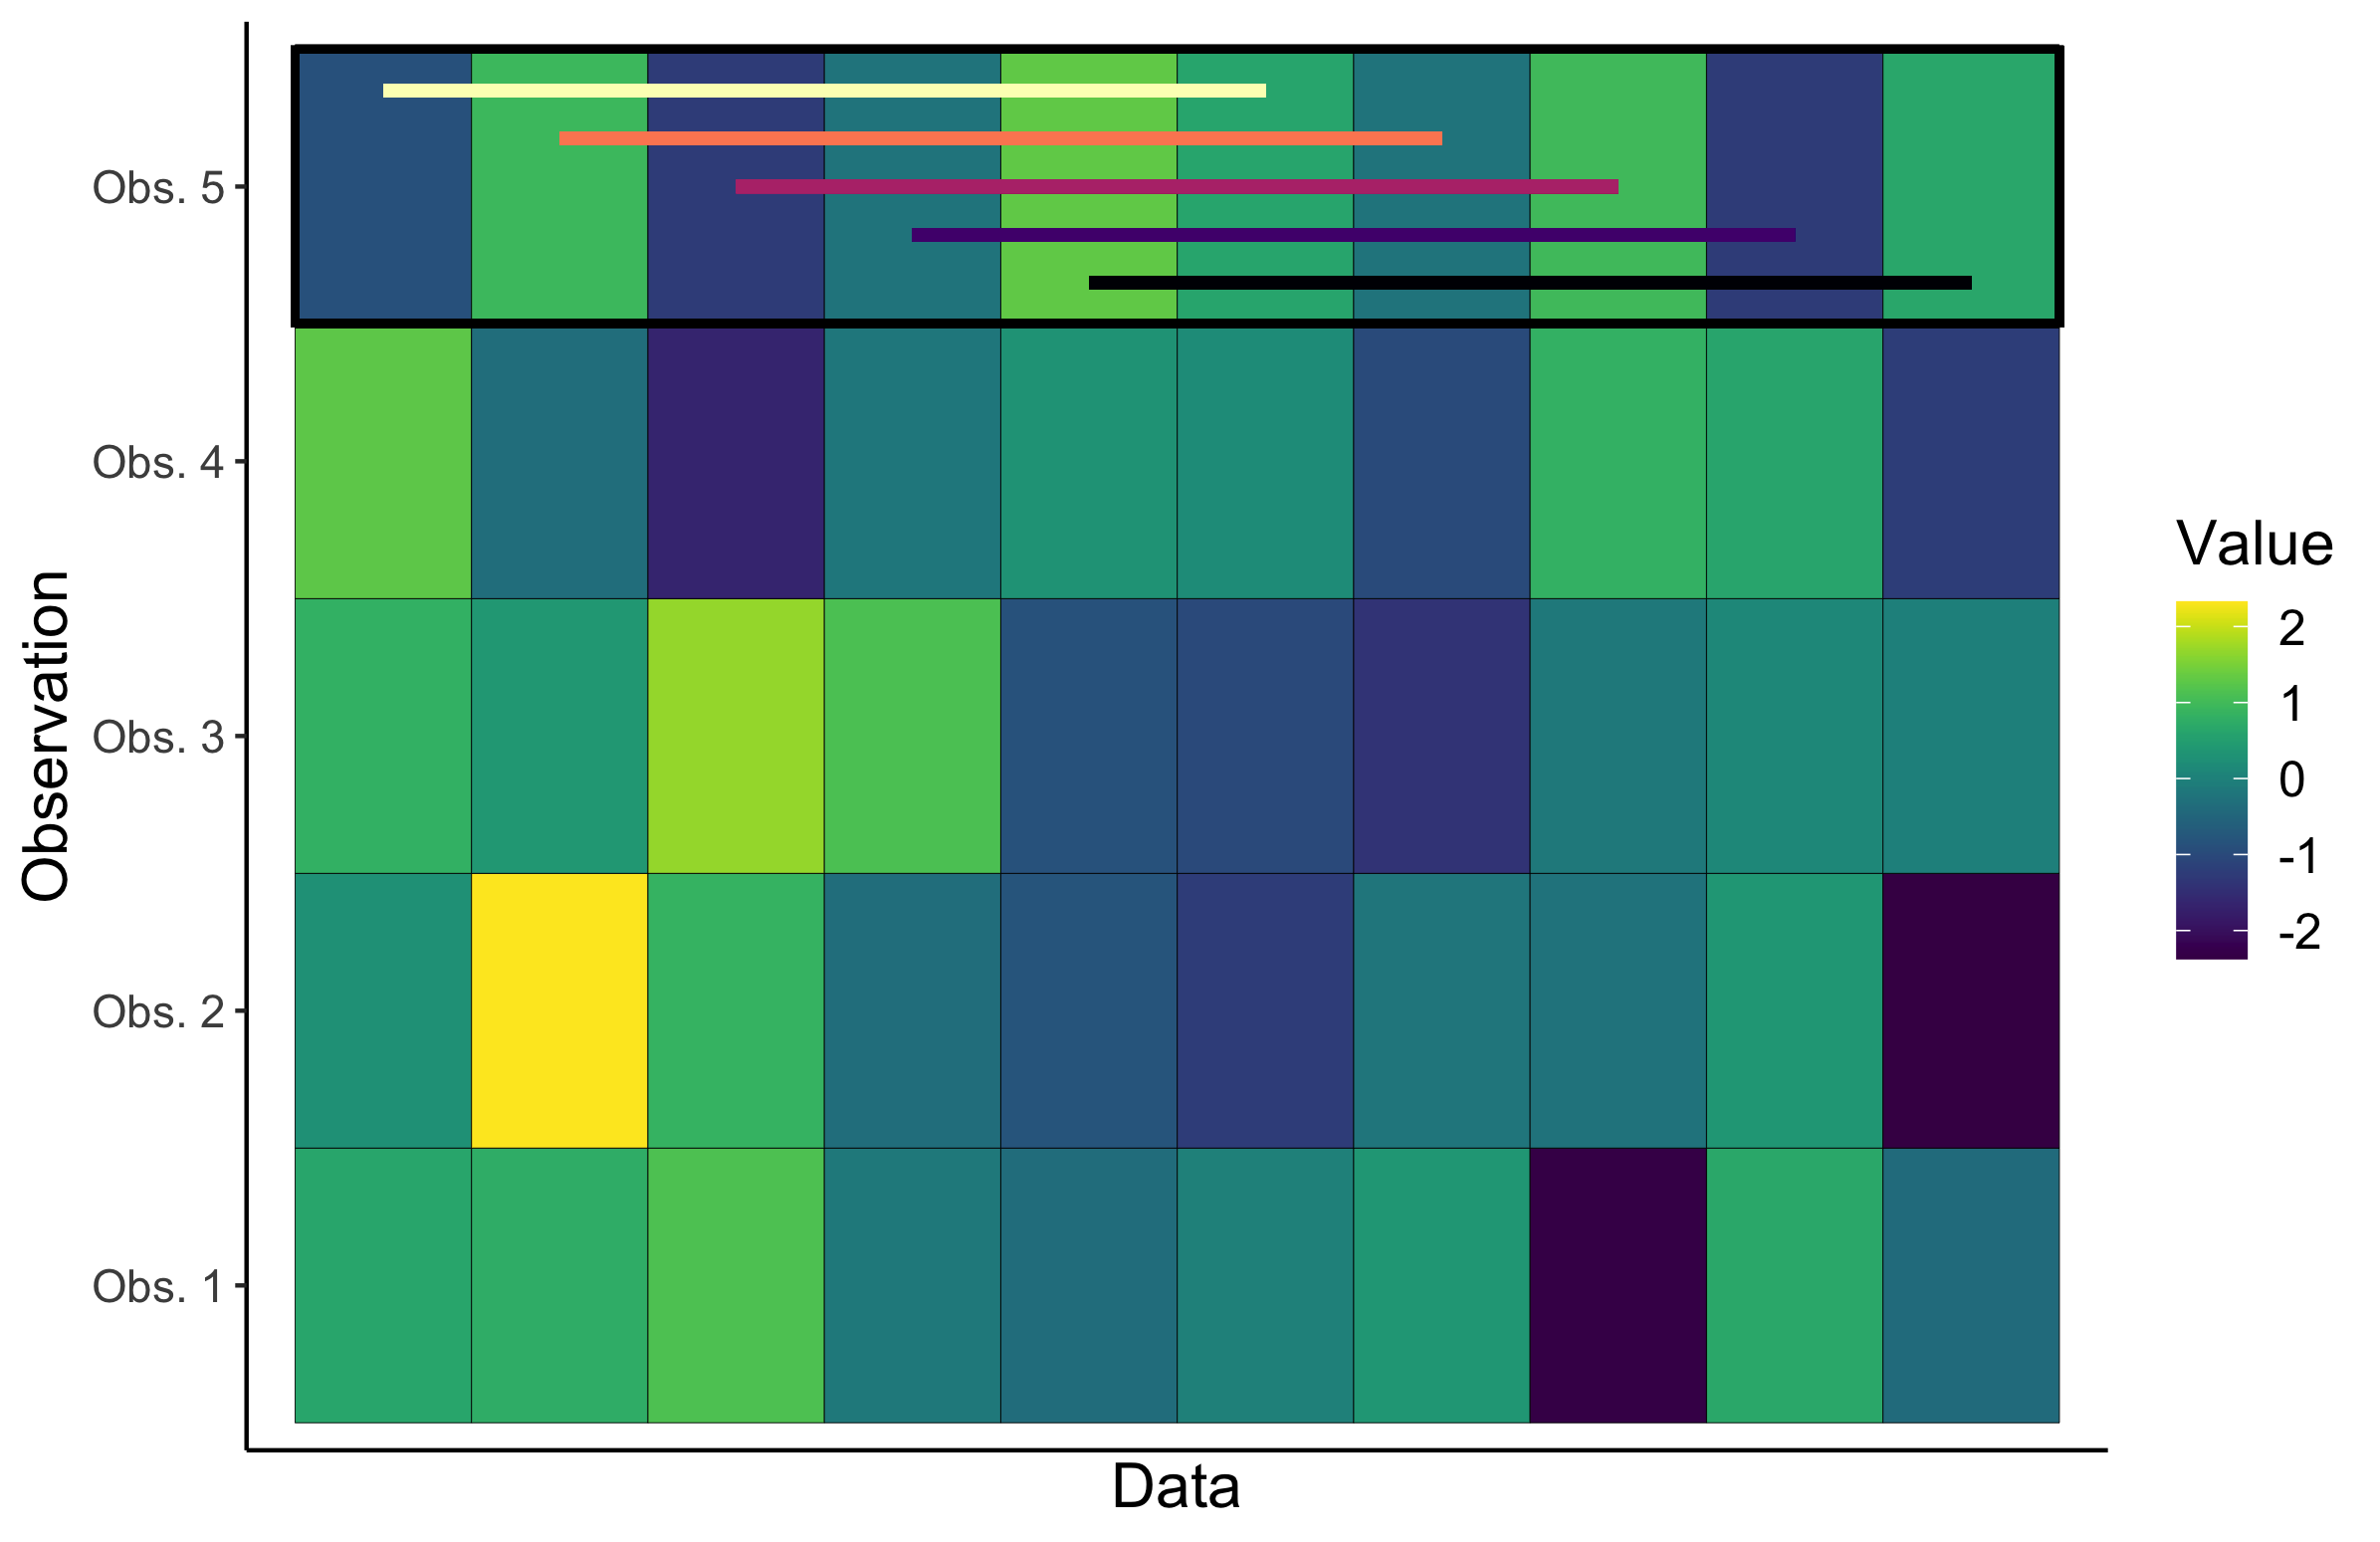 Observation
Obs. 5
Obs. 4
Obs. 3
Obs. 2
Obs. 1
Data
Value
2
1
0
-1
-2